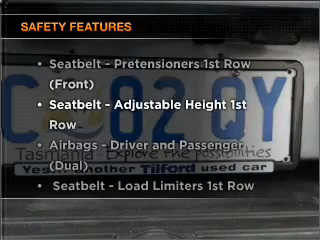 SAFETY FEATURES
• Seatbelt - Pretensioners 1st Row
(Front)
• Seatbelt - Adjustable Height 1st
Row
C 02 QY
• Airbags - Driver and Passenger
(Dual)
Tasmania - Explore the possibilities
Yes another Tilford used car
• Seatbelt - Load Limiters 1st Row